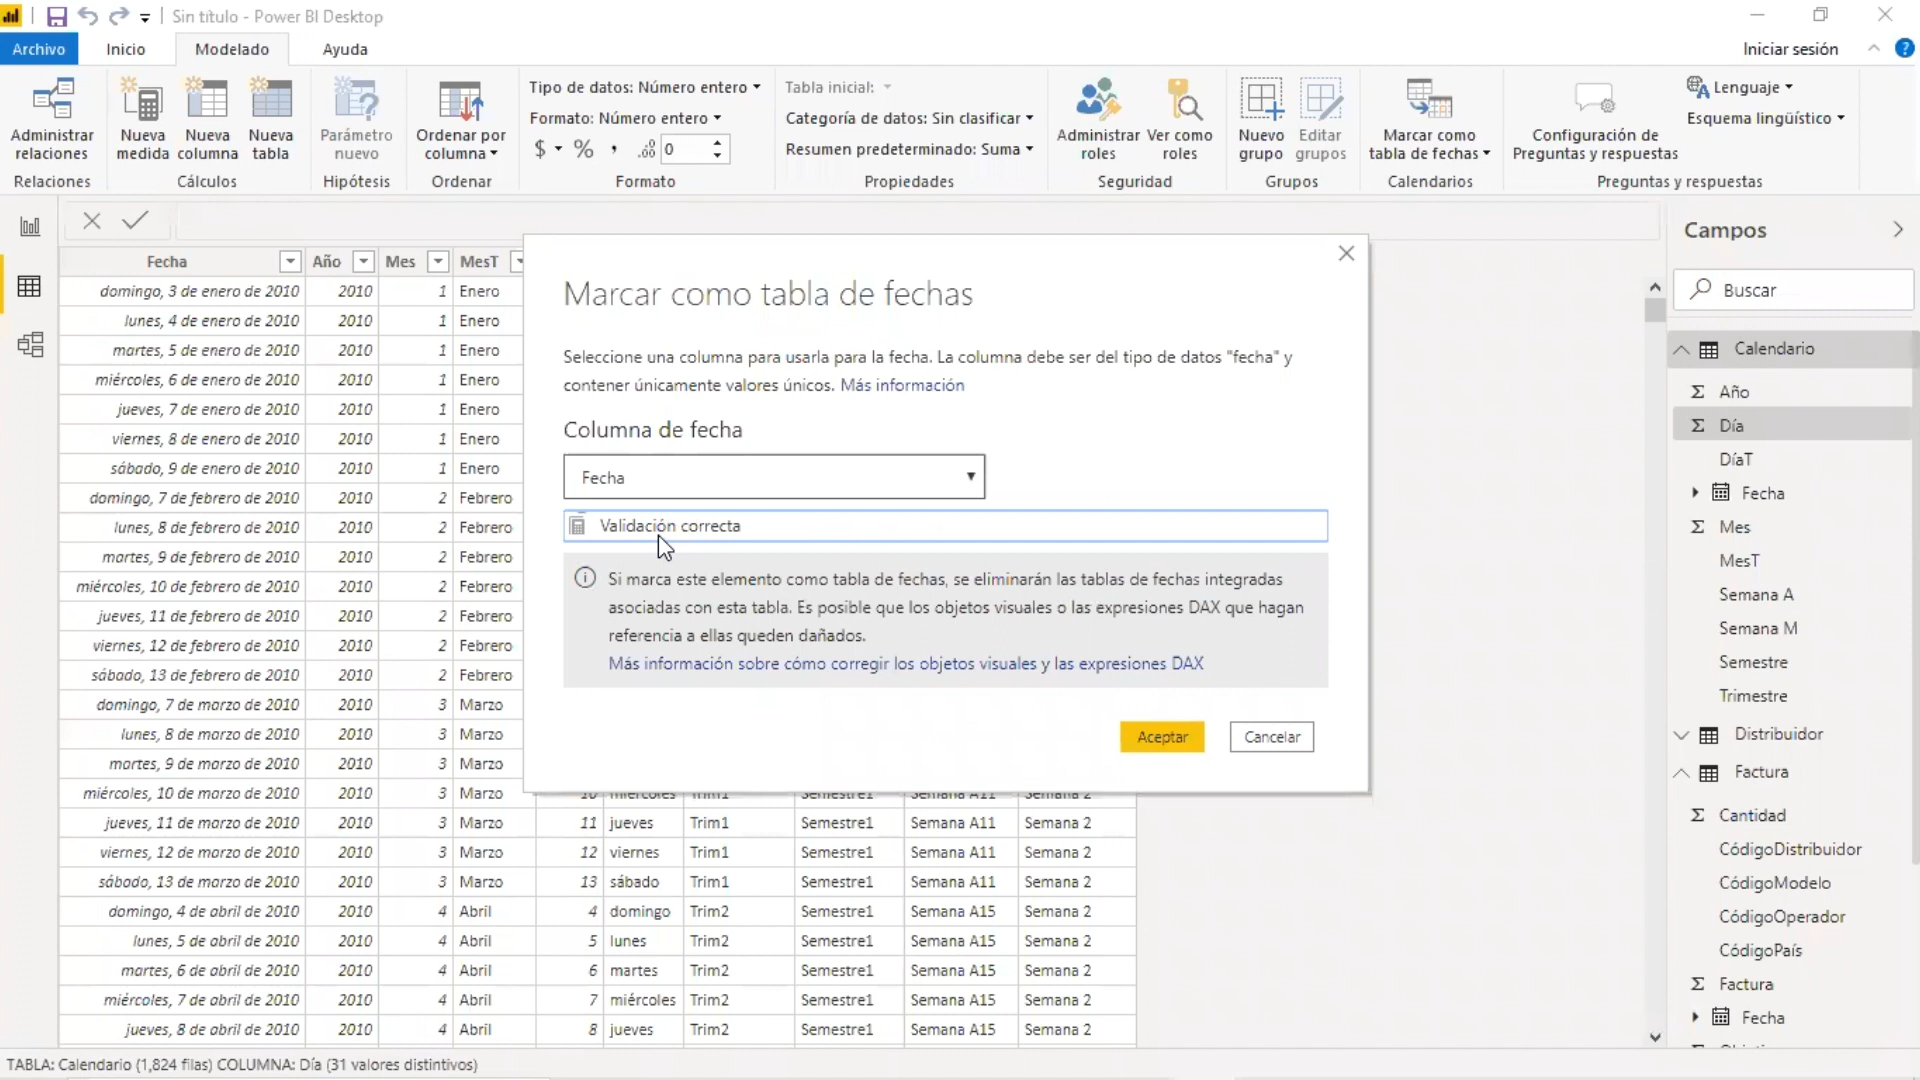 Sin título - Power BI Desktop
Archivo
Inicio
Modelado
Ayuda
Iniciar sesión
?
Administrar
relaciones
Relaciones
Nueva
medida
Nueva
columna
Nueva
tabla
Cálculos
Parámetro
nuevo
Hipótesis
Ordenar por
columna
Ordenar
Tipo de datos: Número entero
Formato: Número entero
$ % , .00 0
Formato
Tabla inicial:
Categoría de datos: Sin clasificar
Resumen predeterminado: Suma
Propiedades
Administrar
roles
Ver como
roles
Seguridad
Nuevo
grupo
Editar
grupos
Grupos
Marcar como
tabla de fechas
Calendarios
Configuración de
Preguntas y respuestas
Lenguaje
Esquema lingüístico
Preguntas y respuestas
Fecha Año Mes MesT
domingo, 3 de enero de 2010 2010 1 Enero
lunes, 4 de enero de 2010 2010 1 Enero
martes, 5 de enero de 2010 2010 1 Enero
miércoles, 6 de enero de 2010 2010 1 Enero
jueves, 7 de enero de 2010 2010 1 Enero
viernes, 8 de enero de 2010 2010 1 Enero
sábado, 9 de enero de 2010 2010 1 Enero
domingo, 7 de febrero de 2010 2010 2 Febrero
lunes, 8 de febrero de 2010 2010 2 Febrero
martes, 9 de febrero de 2010 2010 2 Febrero
miércoles, 10 de febrero de 2010 2010 2 Febrero
jueves, 11 de febrero de 2010 2010 2 Febrero
viernes, 12 de febrero de 2010 2010 2 Febrero
sábado, 13 de febrero de 2010 2010 2 Febrero
domingo, 7 de marzo de 2010 2010 3 Marzo
lunes, 8 de marzo de 2010 2010 3 Marzo
martes, 9 de marzo de 2010 2010 3 Marzo
miércoles, 10 de marzo de 2010 2010 3 Marzo 10 miércoles Trim1 Semestre1 Semana A11 Semana 2
jueves, 11 de marzo de 2010 2010 3 Marzo 11 jueves Trim1 Semestre1 Semana A11 Semana 2
viernes, 12 de marzo de 2010 2010 3 Marzo 12 viernes Trim1 Semestre1 Semana A11 Semana 2
sábado, 13 de marzo de 2010 2010 3 Marzo 13 sábado Trim1 Semestre1 Semana A11 Semana 2
domingo, 4 de abril de 2010 2010 4 Abril 4 domingo Trim2 Semestre1 Semana A15 Semana 2
lunes, 5 de abril de 2010 2010 4 Abril 5 lunes Trim2 Semestre1 Semana A15 Semana 2
martes, 6 de abril de 2010 2010 4 Abril 6 martes Trim2 Semestre1 Semana A15 Semana 2
miércoles, 7 de abril de 2010 2010 4 Abril 7 miércoles Trim2 Semestre1 Semana A15 Semana 2
jueves, 8 de abril de 2010 2010 4 Abril 8 jueves Trim2 Semestre1 Semana A15 Semana 2
Marcar como tabla de fechas
Seleccione una columna para usarla para la fecha. La columna debe ser del tipo de datos "fecha" y
contener únicamente valores únicos. Más información
Columna de fecha
Fecha
Validación correcta
Si marca este elemento como tabla de fechas, se eliminarán las tablas de fechas integradas
asociadas con esta tabla. Es posible que los objetos visuales o las expresiones DAX que hagan
referencia a ellas queden dañados.
Más información sobre cómo corregir los objetos visuales y las expresiones DAX
Aceptar
Cancelar
Campos
Buscar
Calendario
Σ Año
Σ Día
DíaT
Fecha
Σ Mes
MesT
Semana A
Semana M
Semestre
Trimestre
Distribuidor
Factura
Σ Cantidad
CódigoDistribuidor
CódigoModelo
CódigoOperador
CódigoPaís
Σ Factura
Fecha
TABLA: Calendario (1,824 filas) COLUMNA: Día (31 valores distintivos)